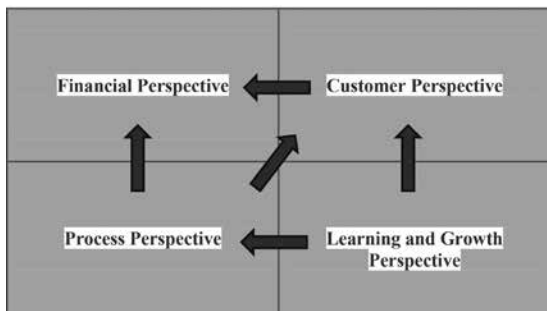 Financial Perspective
Customer Perspective
Process Perspective
Learning and Growth
Perspective